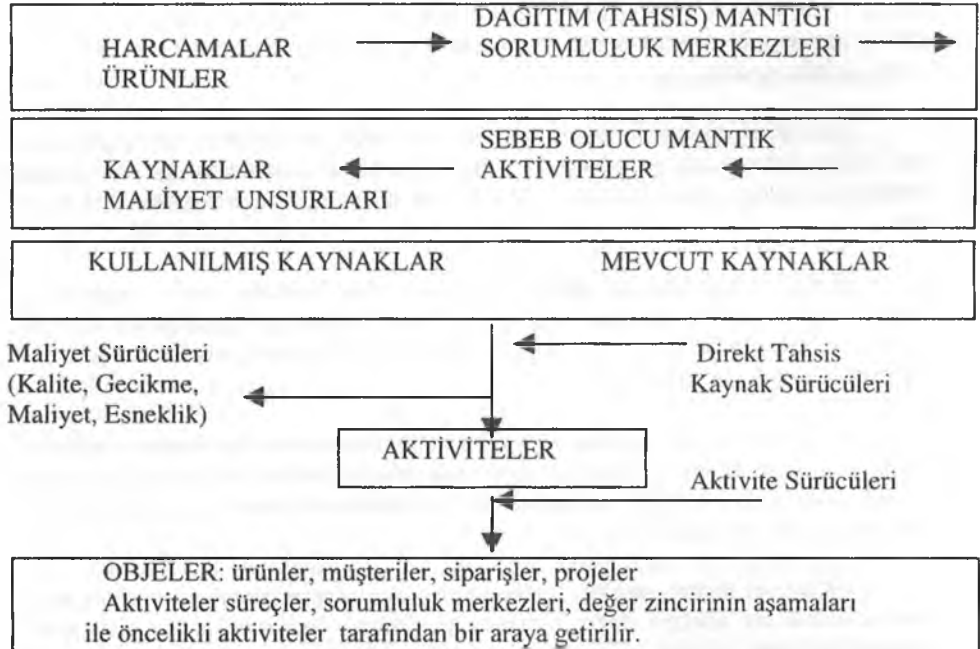 DAĞITIM (TAHSİS) MANTIĞI
HARCAMALAR SORUMLULUK MERKEZLERİ
ÜRÜNLER
SEBEB OLUCU MANTIK
KAYNAKLAR AKTİVİTELER
MALİYET UNSURLARI
KULLANILMIŞ KAYNAKLAR MEVCUT KAYNAKLAR
Maliyet Sürücüleri
(Kalite, Gecikme,
Maliyet, Esneklik)
Direkt Tahsis
Kaynak Sürücüleri
AKTİVİTELER
Aktivite Sürücüleri
OBJELER: ürünler, müşteriler, siparişler, projeler
Aktıviteler süreçler, sorumluluk merkezleri, değer zincirinin aşamaları
ile öncelikli aktiviteler tarafından bir araya getirilir.